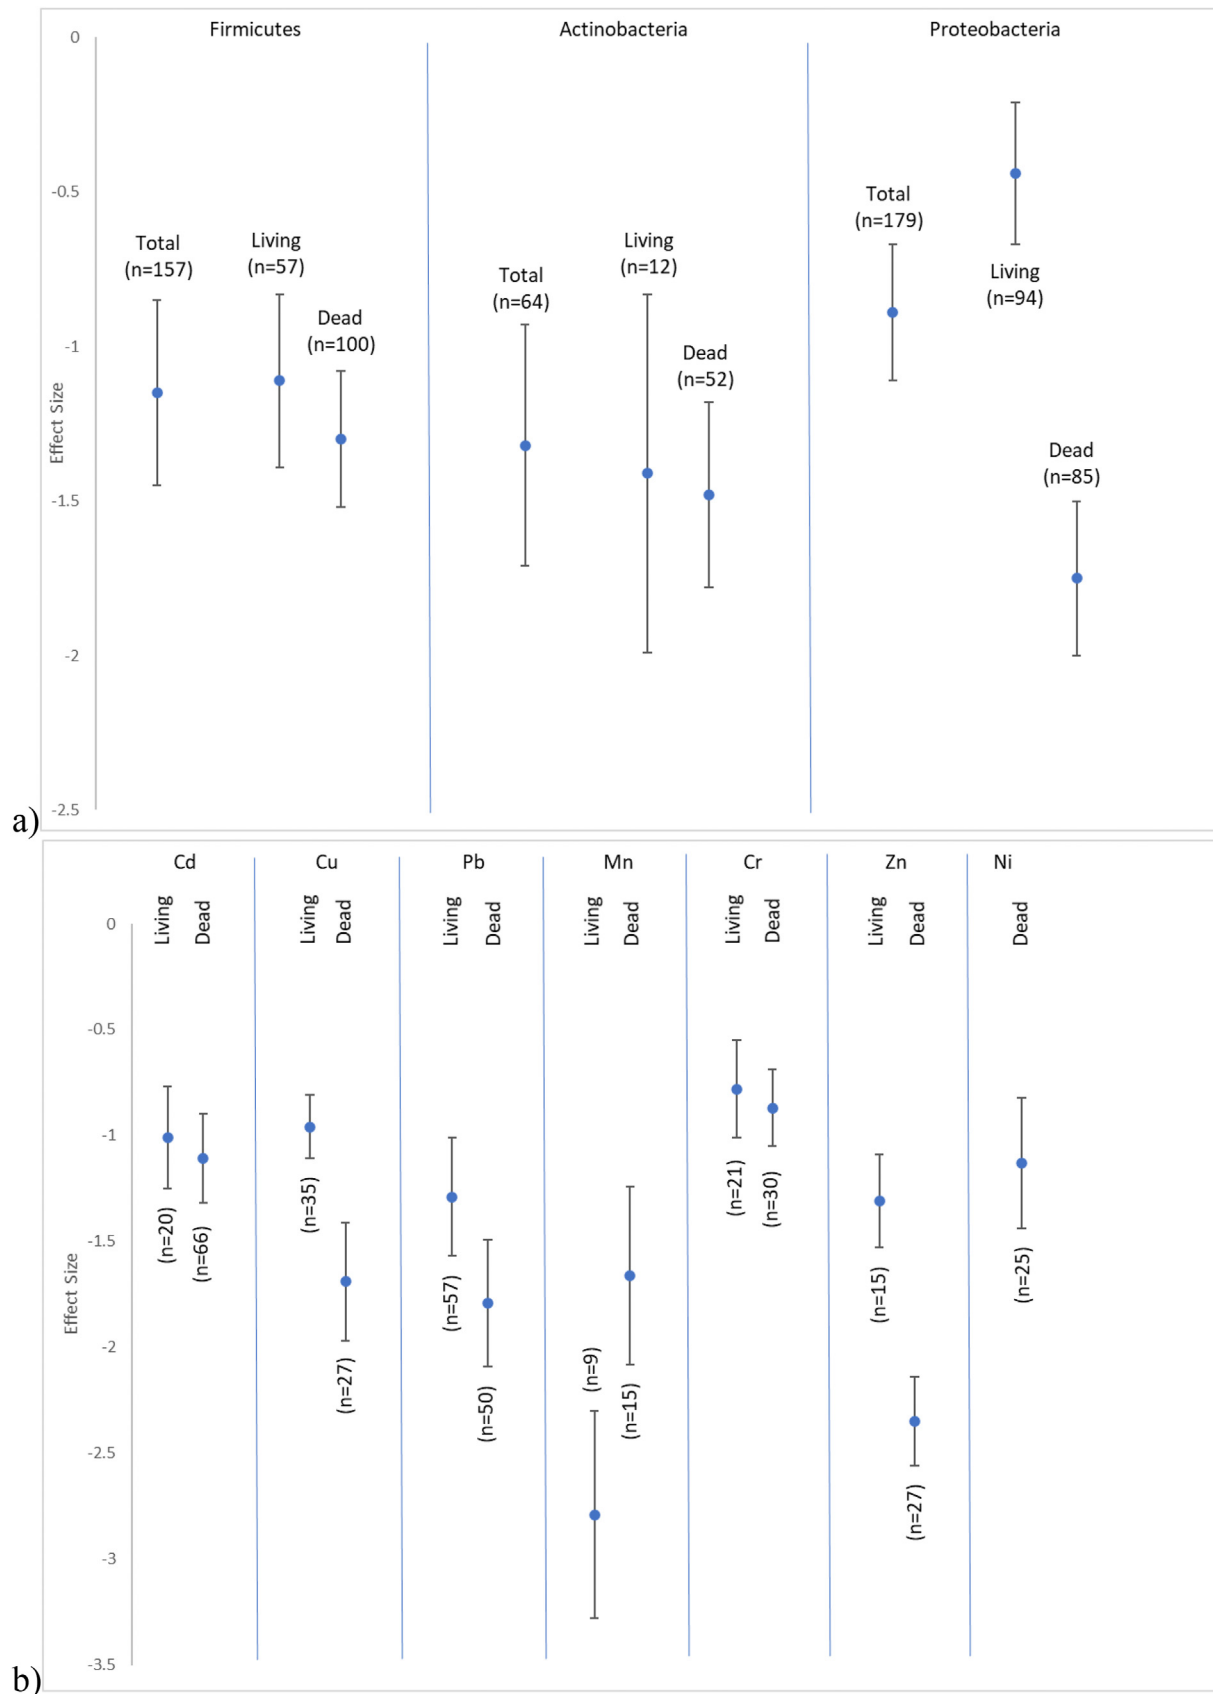 Firmicutes
Actinobacteria
Proteobacteria
0
-0.5
-1
-1.5
-2
-2.5
Effect Size
Total
(n=157)
Living
(n=57)
Dead
(n=100)
Total
(n=64)
Living
(n=12)
Dead
(n=52)
Total
(n=179)
Living
(n=94)
Dead
(n=85)
a)
Cd
Cu
Pb
Mn
Cr
Zn
Ni
Living
Dead
Living
Dead
Living
Dead
Living
Dead
Living
Dead
Living
Dead
Dead
0
-0.5
-1
-1.5
-2
-2.5
-3
-3.5
Effect Size
(n=20)
(n=66)
(n=35)
(n=27)
(n=57)
(n=50)
(n=9)
(n=15)
(n=21)
(n=30)
(n=15)
(n=27)
(n=25)
b)